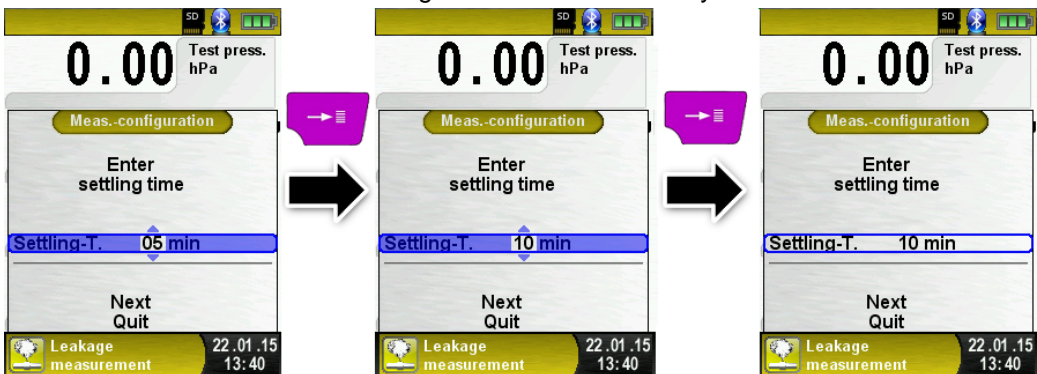 SD
0.00
Test press.
hPa
Meas.-configuration
Enter
settling time
Settling-T. 05 min
Next
Quit
Leakage
measurement
22.01.15
13:40
SD
0.00
Test press.
hPa
Meas.-configuration
Enter
settling time
Settling-T. 10 min
Next
Quit
Leakage
measurement
22.01.15
13:40
SD
0.00
Test press.
hPa
Meas.-configuration
Enter
settling time
Settling-T. 10 min
Next
Quit
Leakage
measurement
22.01.15
13:40